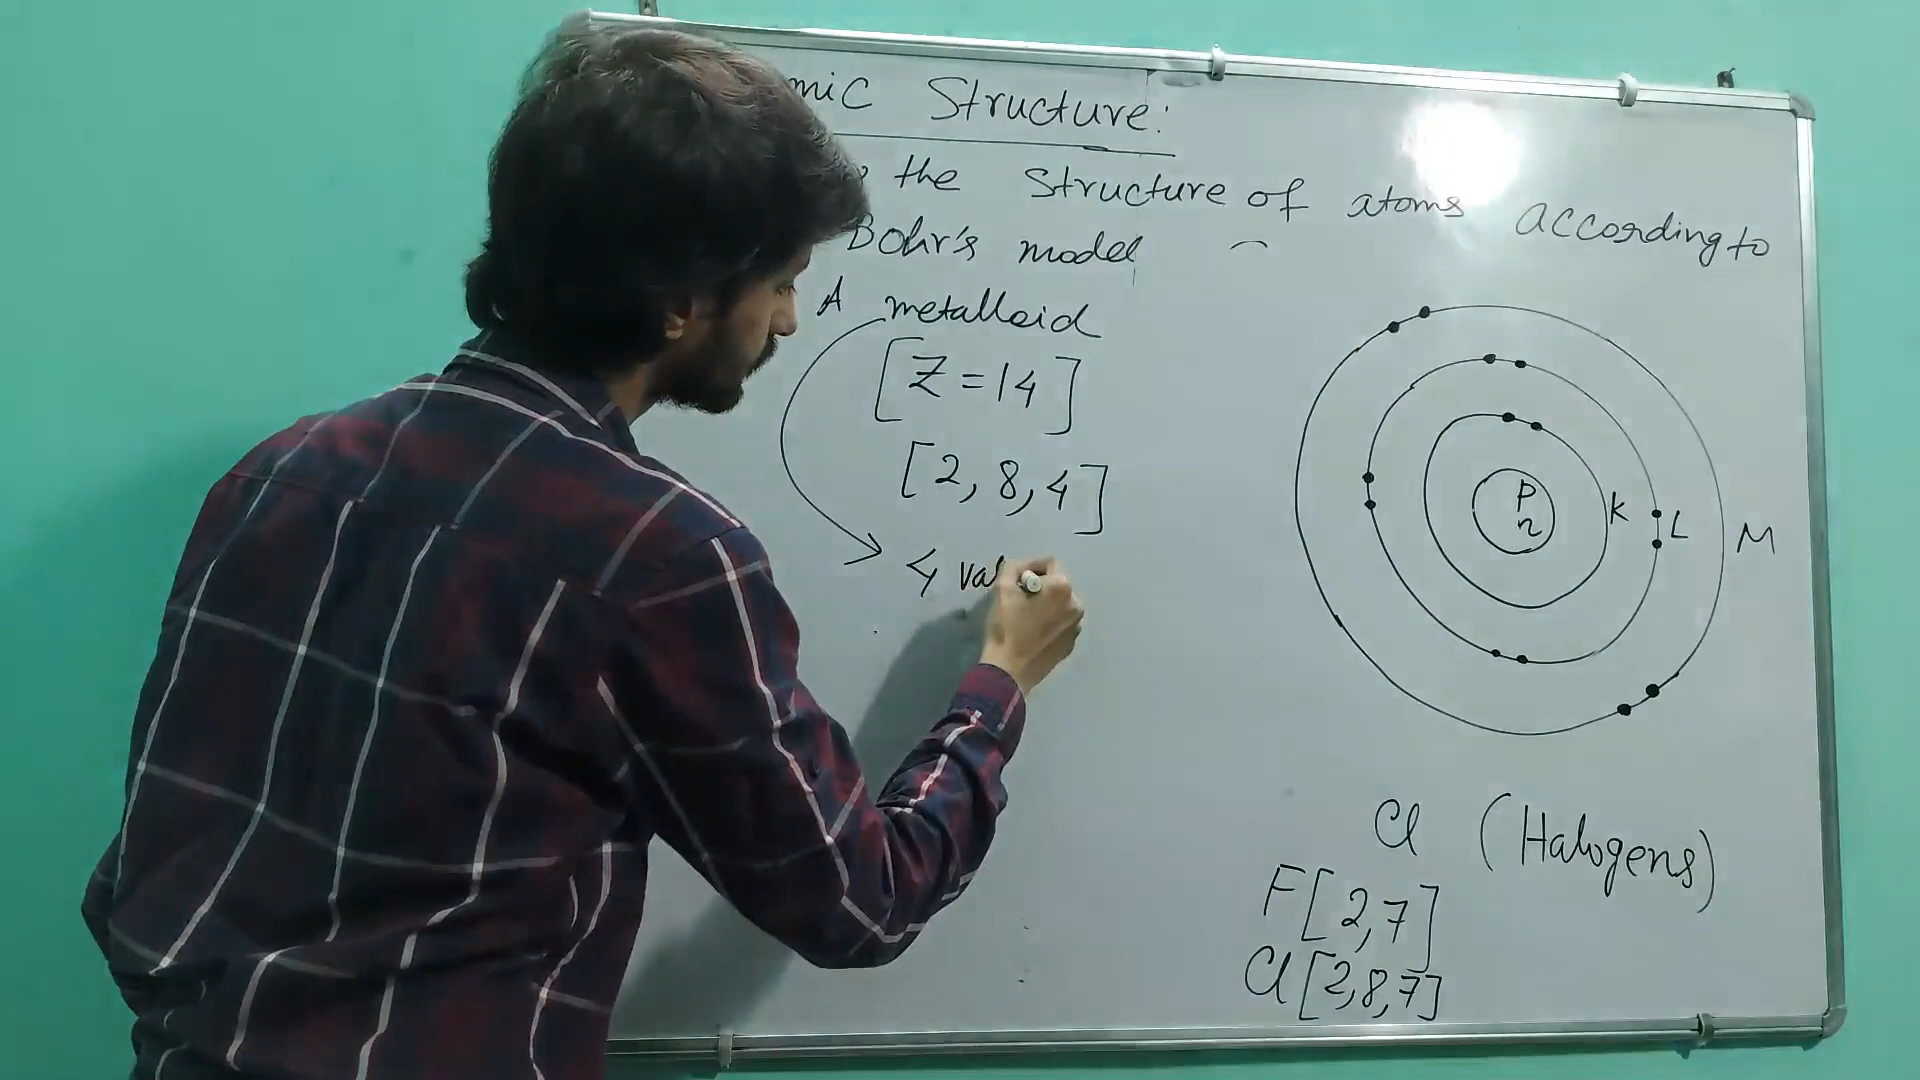 mic Structure:
the Structure of atoms according to
Bohr's model
A metalloid
[Z=14]
[2,8,4]
4 val
P
n
K
L
M
Cl (Halogens)
F[2,7]
Cl[2,8,7]